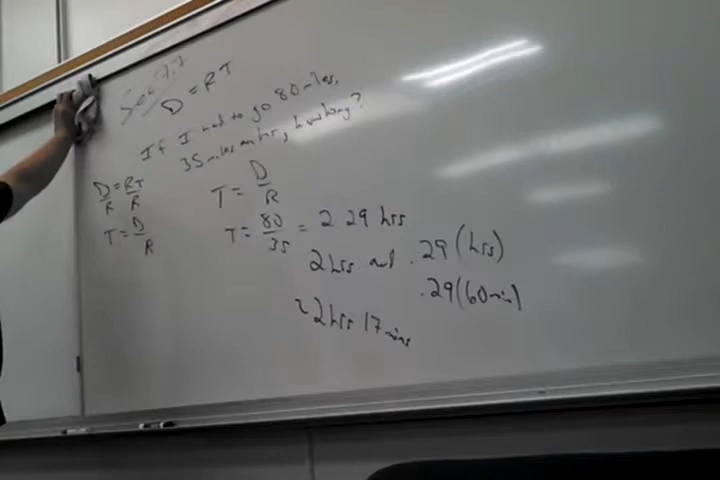 Sec 7.7
D = RT
If I had to go 80 miles,
35 miles an hr, how long?
D/R = RT/R
T = D/R
T = D/R
T = 80/35 = 2.29 hrs
2 hrs and .29 (hrs)
.29 (60 min)
≈ 2 hrs 17 mins